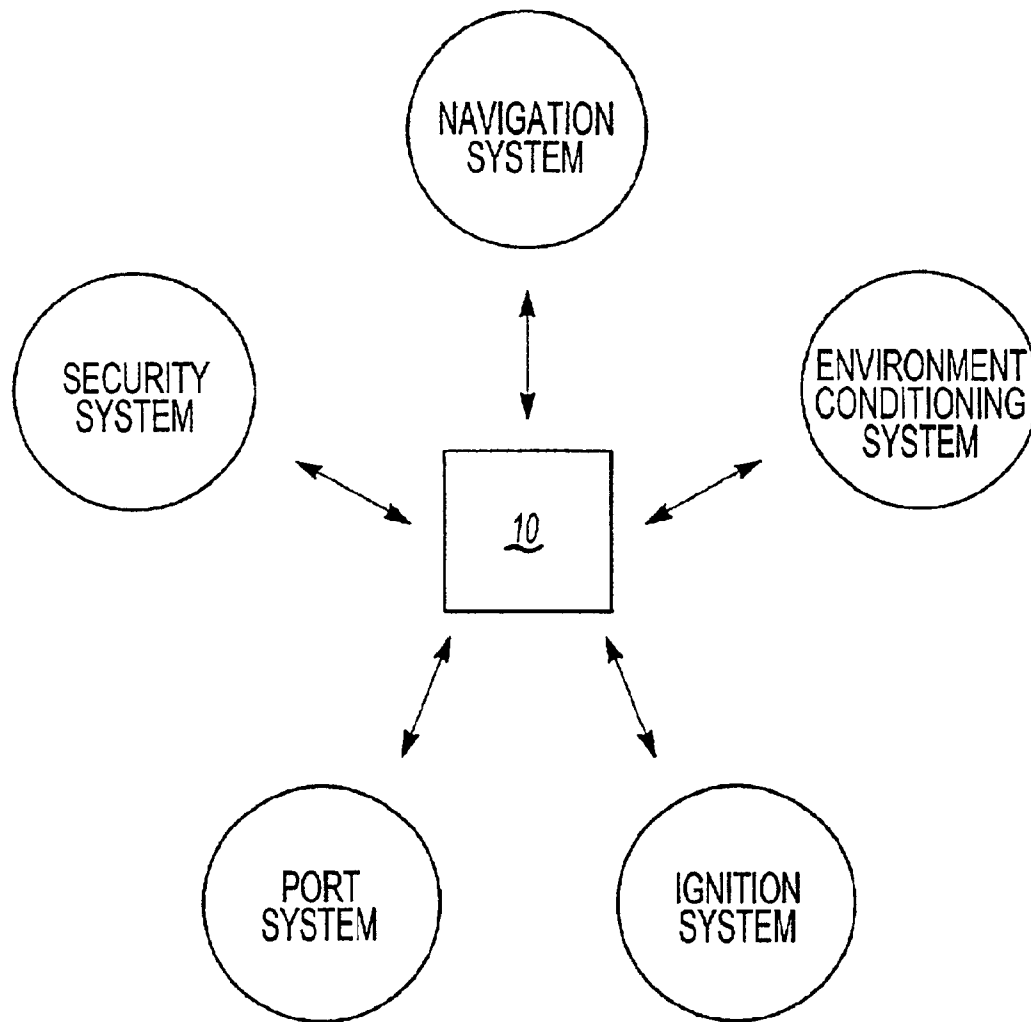 NAVIGATION
SYSTEM
SECURITY
SYSTEM
ENVIRONMENT
CONDITIONING
SYSTEM
10
PORT
SYSTEM
IGNITION
SYSTEM